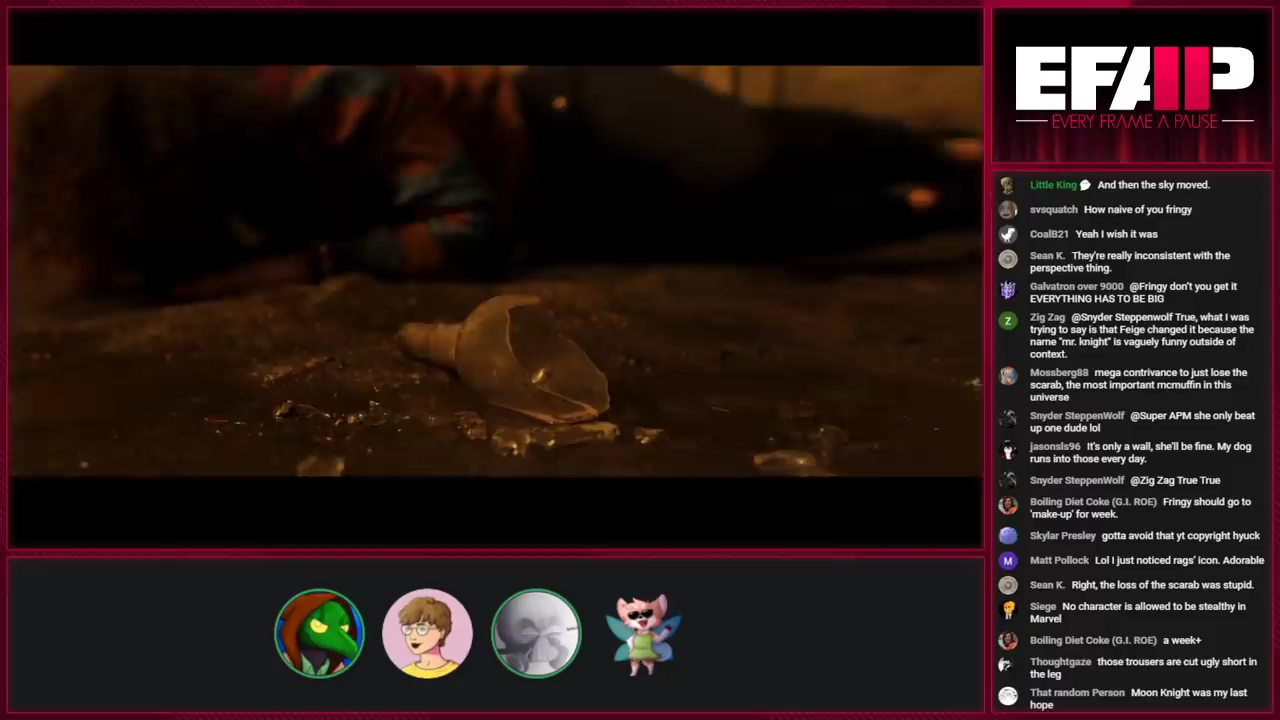 EFAP
EVERY FRAME A PAUSE
Little King And then the sky moved.
svsquatch How naive of you fringy
CoalB21 Yeah I wish it was
Sean K. They're really inconsistent with the
perspective thing.
Galvatron over 9000 @Fringy don't you get it
EVERYTHING HAS TO BE BIG
Z
Zig Zag @Snyder Steppenwolf True, what I was
trying to say is that Feige changed it because the
name "mr. knight" is vaguely funny outside of
context.
Mossberg88 mega contrivance to just lose the
scarab, the most important mcmuffin in this
universe
Snyder SteppenWolf @Super APM she only beat
up one dude lol
jasonsls96 It's only a wall, she'll be fine. My dog
runs into those every day.
Snyder SteppenWolf @Zig Zag True True
Boiling Diet Coke (G.I. ROE) Fringy should go to
'make-up' for week.
Skylar Presley gotta avoid that yt copyright hyuck
M
Matt Pollock Lol I just noticed rags' icon. Adorable
Sean K. Right, the loss of the scarab was stupid.
Siege No character is allowed to be stealthy in
Marvel
Boiling Diet Coke (G.I. ROE) a week+
Thoughtgaze those trousers are cut ugly short in
the leg
That random Person Moon Knight was my last
hope